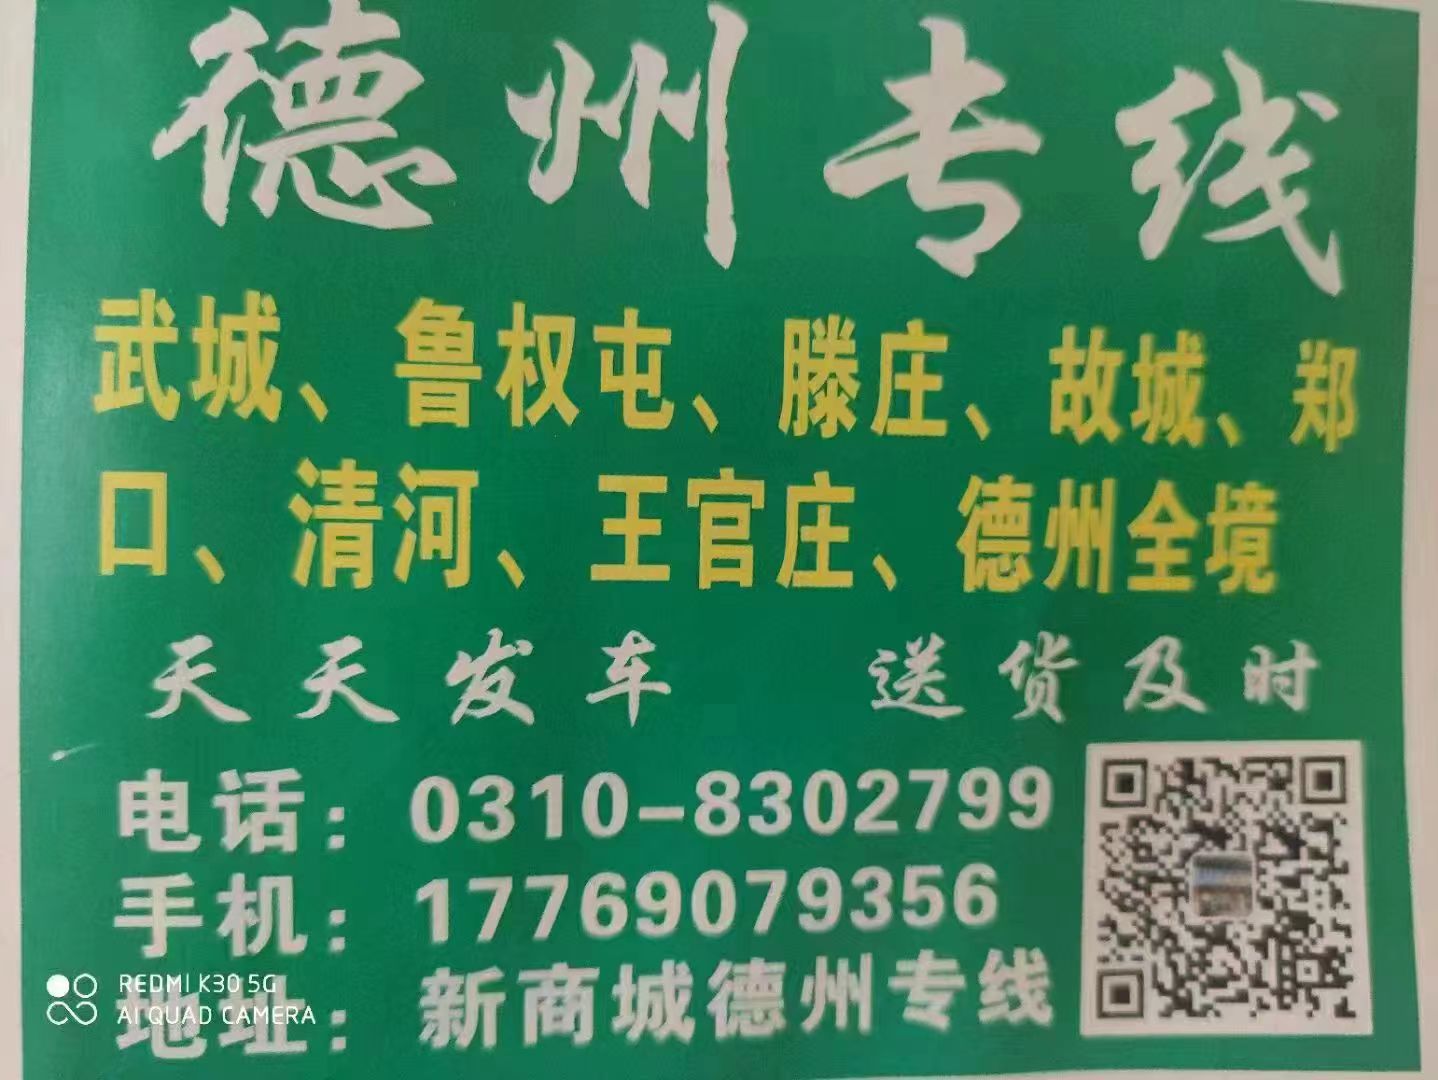 德州专线
武城、鲁权屯、滕庄、故城、郑
口、清河、王官庄、德州全境
天天发车 送货及时
电话：0310-8302799
手机：17769079356
地址：新商城德州专线
REDMI K30 5G
AI QUAD CAMERA